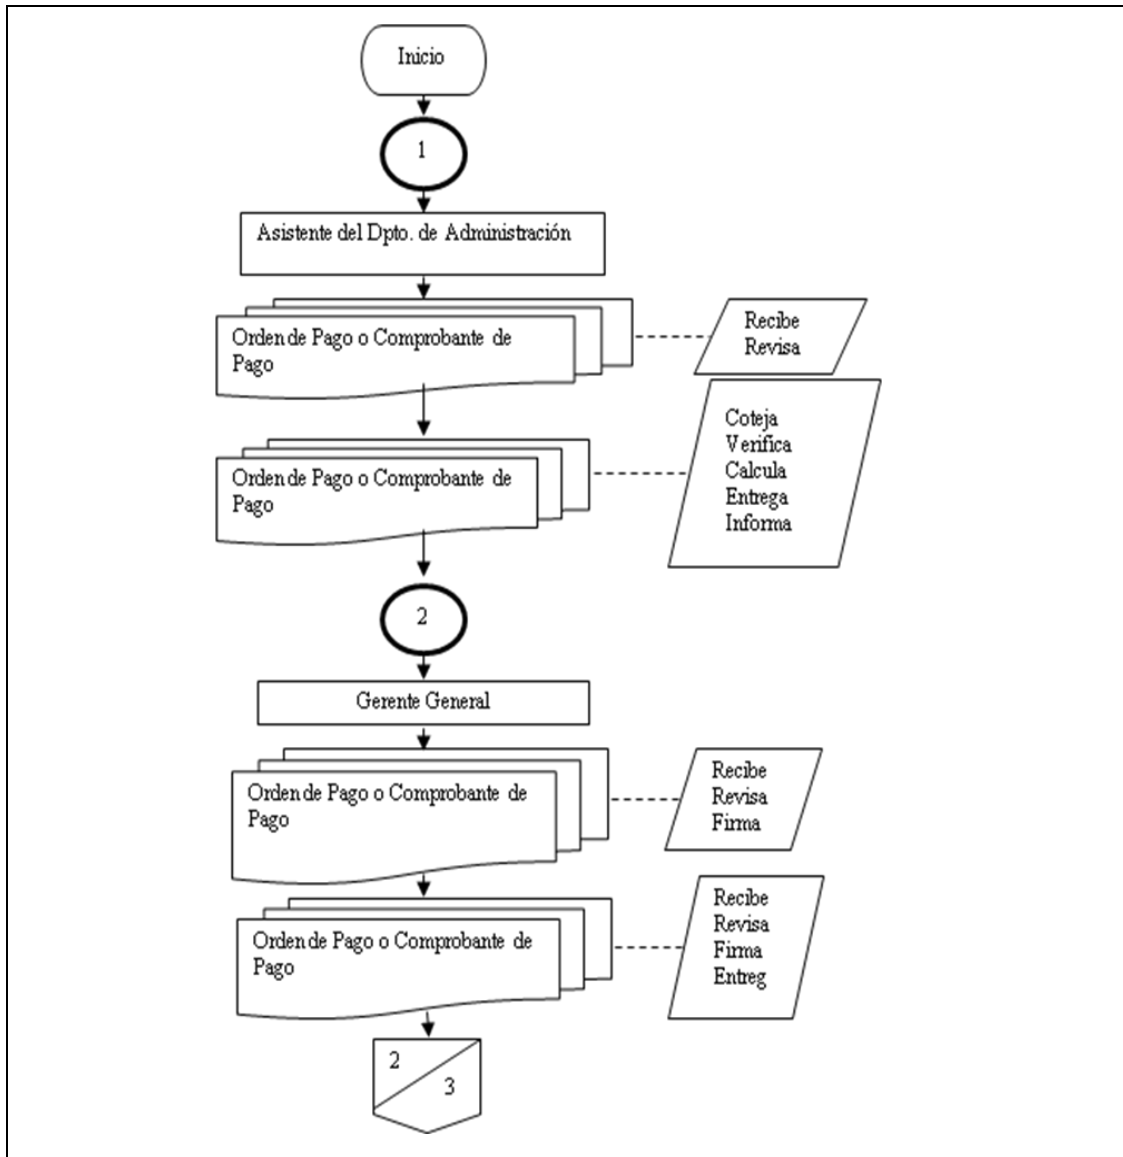 Inicio
1
Asistente del Dpto. de Administración
Orden de Pago o Comprobante de
Pago
Recibe
Revisa
Orden de Pago o Comprobante de
Pago
Coteja
Verifica
Calcula
Entrega
Informa
2
Gerente General
Orden de Pago o Comprobante de
Pago
Recibe
Revisa
Firma
Orden de Pago o Comprobante de
Pago
Recibe
Revisa
Firma
Entreg
2
3